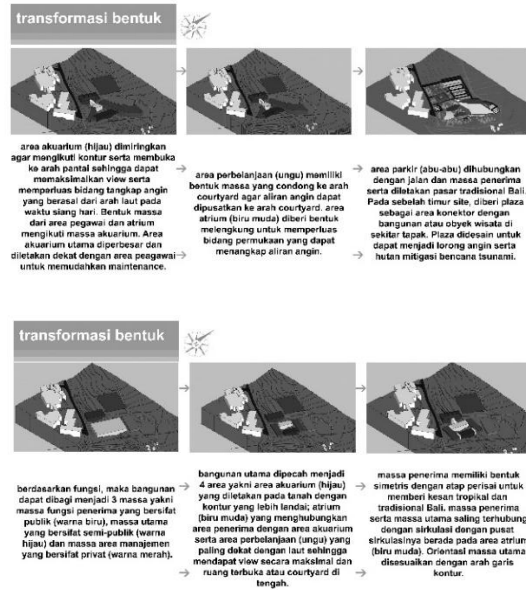 transformasi bentuk
area akuarium (hijau) dimiringkan
agar mengikuti kontur serta membuka
ke arah pantai sehingga dapat
memaksimalkan view serta
memperluas bidang tangkap angin
yang berasal dari arah laut pada
waktu siang hari. Bentuk massa
dari area pegawai dan atrium
mengikuti massa akuarium. Area
akuarium utama diperbesar dan
diletakan dekat dengan area peagawai
untuk memudahkan maintenance.
area perbelanjaan (ungu) memiliki
bentuk massa yang condong ke arah
courtyard agar aliran angin dapat
dipusatkan ke arah courtyard. area
atrium (biru muda) diberi bentuk
melengkung untuk memperluas
bidang permukaan yang dapat
menangkap aliran angin.
area parkir (abu-abu) dihubungkan
dengan jalan dan massa penerima
serta diletakan pasar tradisional Bali.
Pada sebelah timur site, diberi plaza
sebagai area konektor dengan
bangunan atau obyek wisata di
sekitar tapak. Plaza didesain untuk
dapat menjadi lorong angin serta
hutan mitigasi bencana tsunami.
transformasi bentuk
berdasarkan fungsi, maka bangunan
dapat dibagi menjadi 3 massa yakni
massa fungsi penerima yang bersifat
publik (warna biru), massa utama
yang bersifat semi-publik (warna
hijau) dan massa area manajemen
yang bersifat privat (warna merah).
bangunan utama dipecah menjadi
4 area yakni area akuarium (hijau)
yang diletakan pada tanah dengan
kontur yang lebih landai; atrium
(biru muda) yang menghubungkan
area penerima dengan area akuarium
serta area perbelanjaan (ungu) yang
paling dekat dengan laut sehingga
mendapat view secara maksimal dan
ruang terbuka atau courtyard di
tengah.
massa penerima memiliki bentuk
simetris dengan atap perisai untuk
memberi kesan tropikal dan
tradisional Bali. massa penerima
serta massa utama saling terhubung
dengan sirkulasi dengan pusat
sirkulasinya berada pada area atrium
(biru muda). Orientasi massa utama
disesuaikan dengan arah garis
kontur.